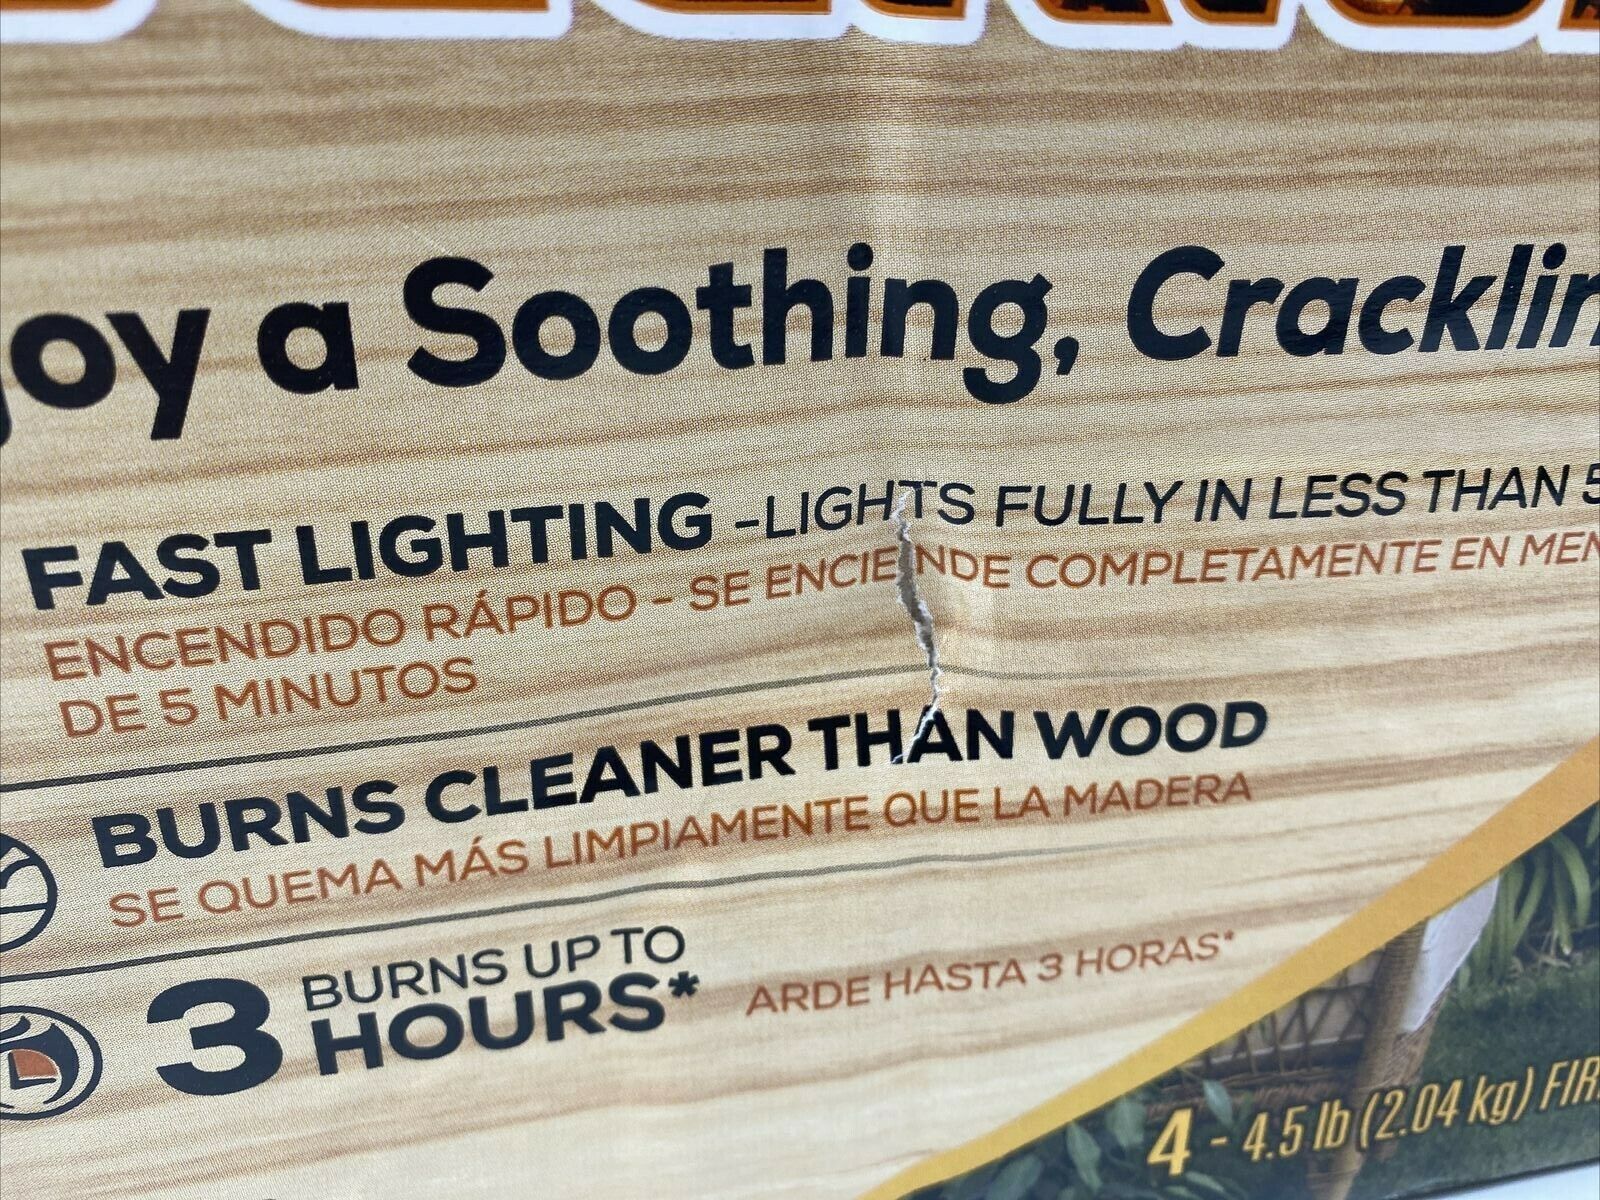 oy a Soothing, Cracklin
FAST LIGHTING -LIGHTS FULLY IN LESS THAN 5
ENCENDIDO RÁPIDO - SE ENCIENDE COMPLETAMENTE EN MEN
DE 5 MINUTOS
BURNS CLEANER THAN WOOD
SE QUEMA MÁS LIMPIAMENTE QUE LA MADERA
3 BURNS UP TO
HOURS* ARDE HASTA 3 HORAS*
4 - 4.5 lb (2.04 kg) FIR